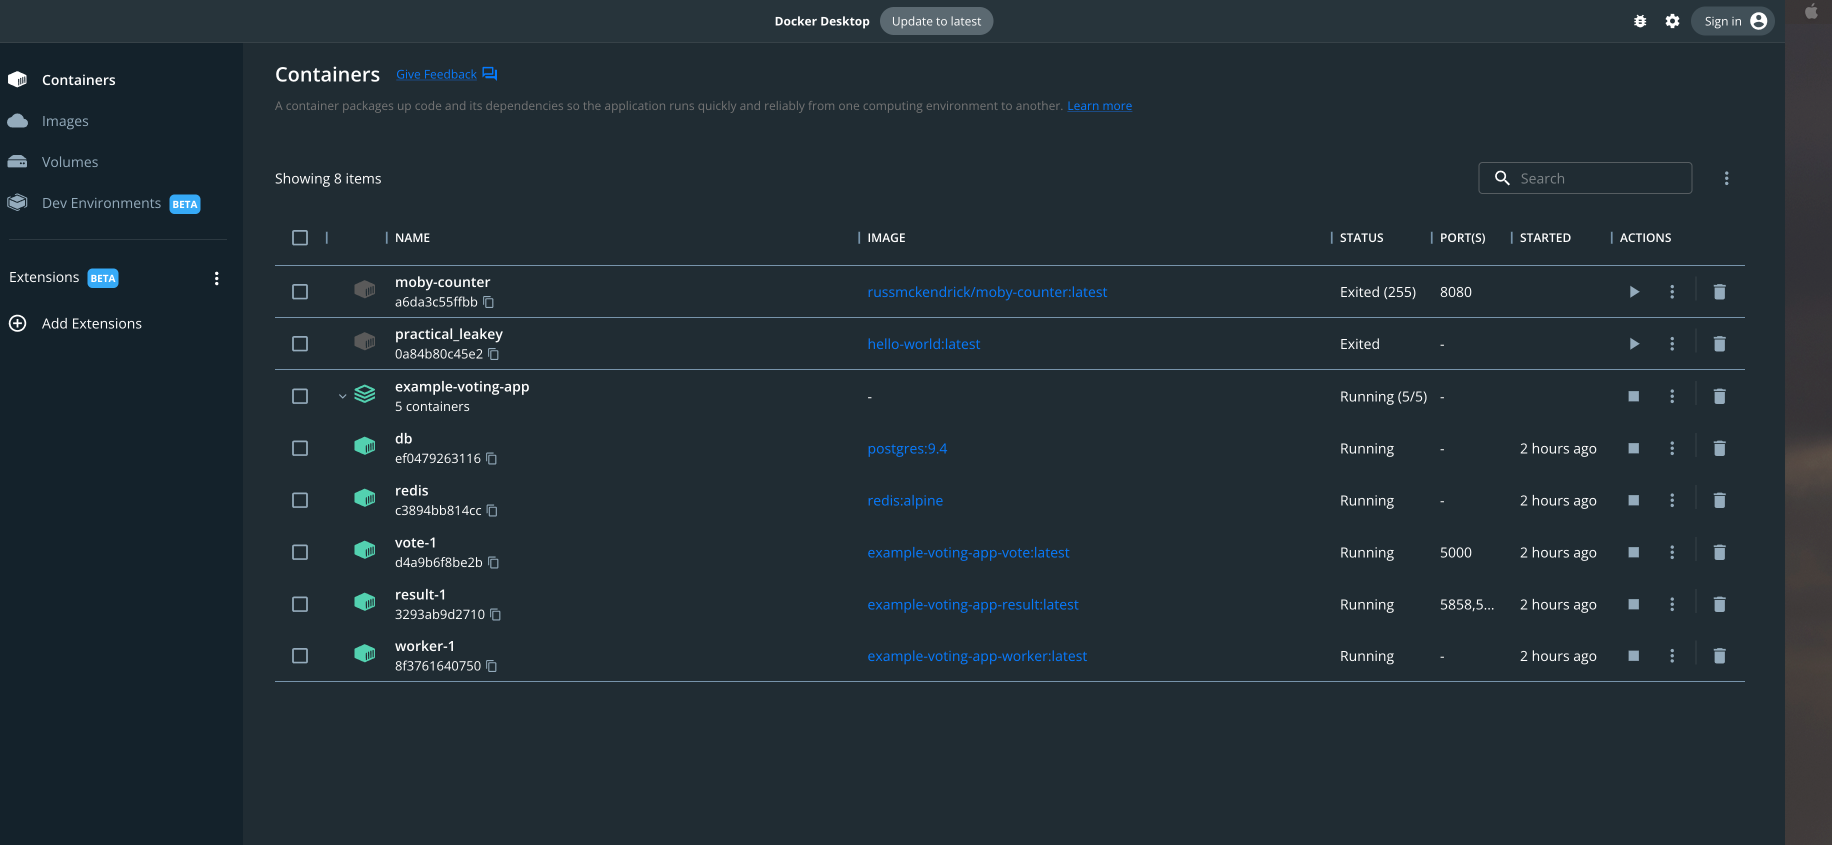 Docker Desktop Update to latest Sign in
Containers
Images
Volumes
Dev Environments BETA
Extensions BETA
Add Extensions
Containers Give Feedback
A container packages up code and its dependencies so the application runs quickly and reliably from one computing environment to another. Learn more
Showing 8 items Search
NAME IMAGE STATUS PORT(S) STARTED ACTIONS
moby-counter
a6da3c55ffbb russmckendrick/moby-counter:latest Exited (255) 8080
practical_leakey
0a84b80c45e2 hello-world:latest Exited -
example-voting-app
5 containers - Running (5/5) -
db
ef0479263116 postgres:9.4 Running - 2 hours ago
redis
c3894bb814cc redis:alpine Running - 2 hours ago
vote-1
d4a9b6f8be2b example-voting-app-vote:latest Running 5000 2 hours ago
result-1
3293ab9d2710 example-voting-app-result:latest Running 5858,5... 2 hours ago
worker-1
8f3761640750 example-voting-app-worker:latest Running - 2 hours ago